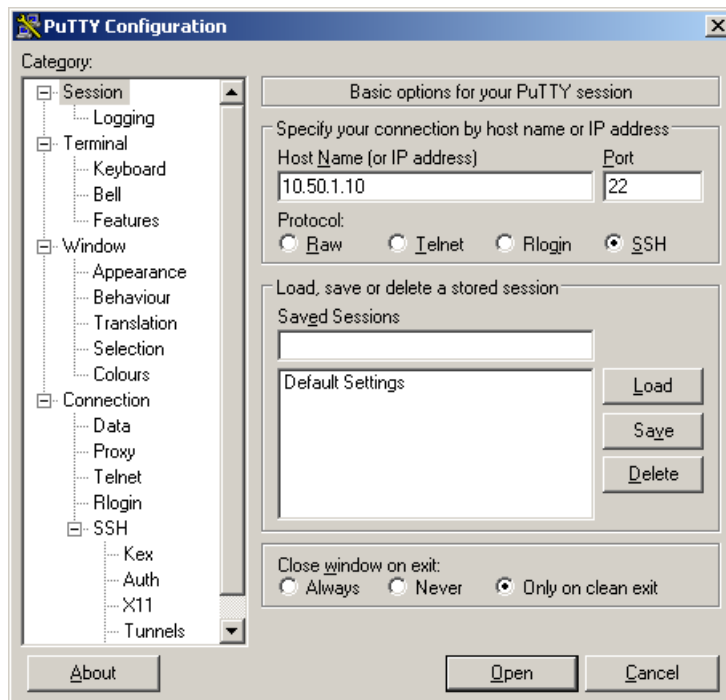 PuTTY Configuration
Category:
Session
Logging
Terminal
Keyboard
Bell
Features
Window
Appearance
Behaviour
Translation
Selection
Colours
Connection
Data
Proxy
Telnet
Rlogin
SSH
Kex
Auth
X11
Tunnels
Basic options for your PuTTY session
Specify your connection by host name or IP address
Host Name (or IP address) Port
10.50.1.10 22
Protocol:
Raw Telnet Rlogin SSH
Load, save or delete a stored session
Saved Sessions
Default Settings
Load
Save
Delete
Close window on exit:
Always Never Only on clean exit
About Open Cancel